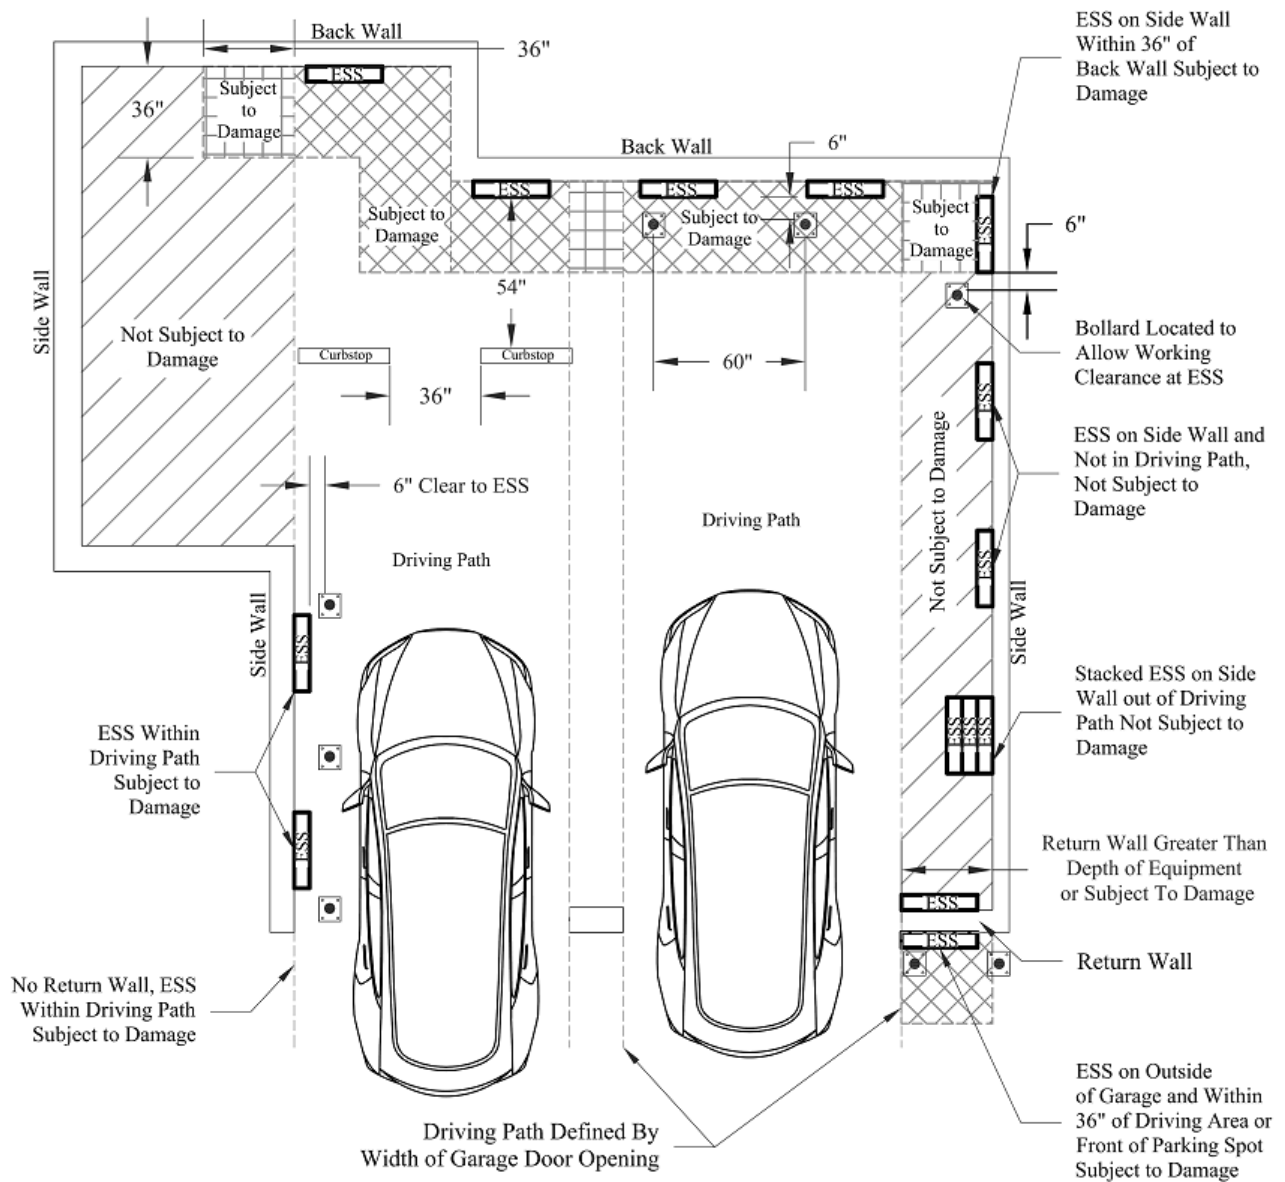 Back Wall
36"
ESS on Side Wall
Within 36" of
Back Wall Subject to
Damage
ESS
Subject
to
Damage
36"
Back Wall
6"
ESS
ESS
ESS
Subject to
Damage
Subject to
Damage
Subject
to
Damage
ESS
6"
Side Wall
54"
Not Subject to
Damage
Curbstop
Curbstop
36"
60"
Bollard Located to
Allow Working
Clearance at ESS
ESS
Not Subject to Damage
ESS on Side Wall and
Not in Driving Path,
Not Subject to
Damage
6" Clear to ESS
Driving Path
Driving Path
ESS
Side Wall
Side Wall
ESS
ESS Within
Driving Path
Subject to
Damage
ESS
ESS
ESS
ESS
Stacked ESS on Side
Wall out of Driving
Path Not Subject to
Damage
Return Wall Greater Than
Depth of Equipment
or Subject To Damage
ESS
ESS
Return Wall
No Return Wall, ESS
Within Driving Path
Subject to Damage
ESS on Outside
of Garage and Within
36" of Driving Area or
Front of Parking Spot
Subject to Damage
Driving Path Defined By
Width of Garage Door Opening